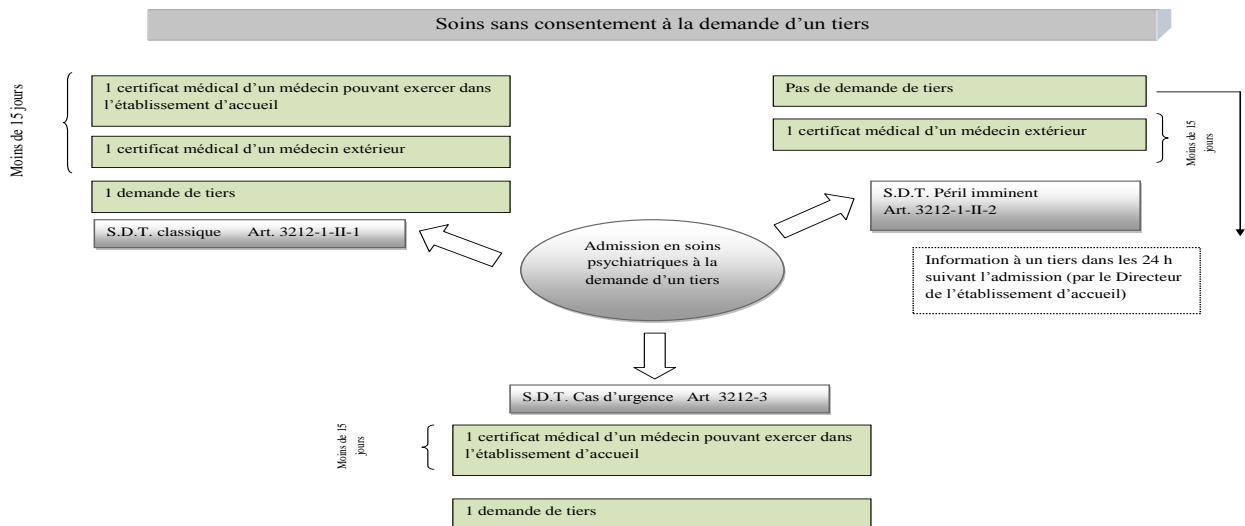 Soins sans consentement à la demande d’un tiers
Moins de 15 jours
1 certificat médical d’un médecin pouvant exercer dans
l’établissement d’accueil
1 certificat médical d’un médecin extérieur
1 demande de tiers
S.D.T. classique Art. 3212-1-II-1
Pas de demande de tiers
1 certificat médical d’un médecin extérieur
Moins de 15
jours
S.D.T. Péril imminent
Art. 3212-1-II-2
Information à un tiers dans les 24 h
suivant l’admission (par le Directeur
de l’établissement d’accueil)
Admission en soins
psychiatriques à la
demande d’un tiers
S.D.T. Cas d’urgence Art 3212-3
Moins de 15
jours
1 certificat médical d’un médecin pouvant exercer dans
l’établissement d’accueil
1 demande de tiers